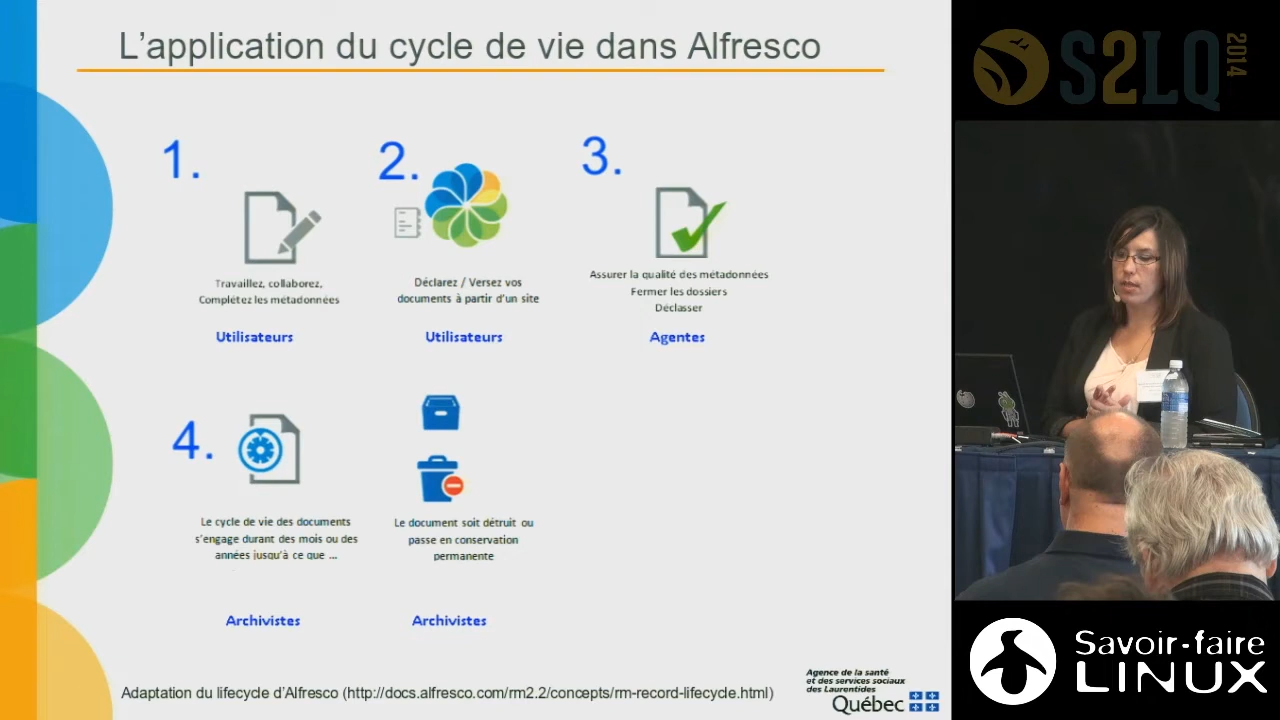 L'application du cycle de vie dans Alfresco
1.
2.
3.
Travaillez, collaborez,
Complétez les métadonnées
Utilisateurs
Déclarez / Versez vos
documents à partir d'un site
Utilisateurs
Assurer la qualité des métadonnées
Fermer les dossiers
Déclasser
Agentes
4.
Le cycle de vie des documents
s'engage durant des mois ou des
années jusqu'à ce que ...
Archivistes
Le document soit détruit ou
passe en conservation
permanente
Archivistes
Adaptation du lifecycle d'Alfresco (http://docs.alfresco.com/rm2.2/concepts/rm-record-lifecycle.html)
Agence de la santé
et des services sociaux
des Laurentides
Québec
S2LQ
2014
Savoir-faire
LINUX